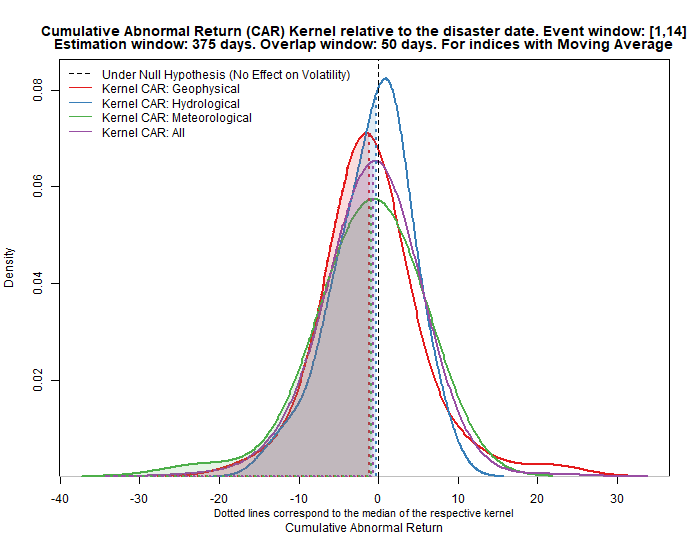 Cumulative Abnormal Return (CAR) Kernel relative to the disaster date. Event window: [1,14]
Estimation window: 375 days. Overlap window: 50 days. For indices with Moving Average
Under Null Hypothesis (No Effect on Volatility)
Kernel CAR: Geophysical
Kernel CAR: Hydrological
Kernel CAR: Meteorological
Kernel CAR: All
Density
0.08
0.06
0.04
0.02
-40 -30 -20 -10 0 10 20 30
Dotted lines correspond to the median of the respective kernel
Cumulative Abnormal Return